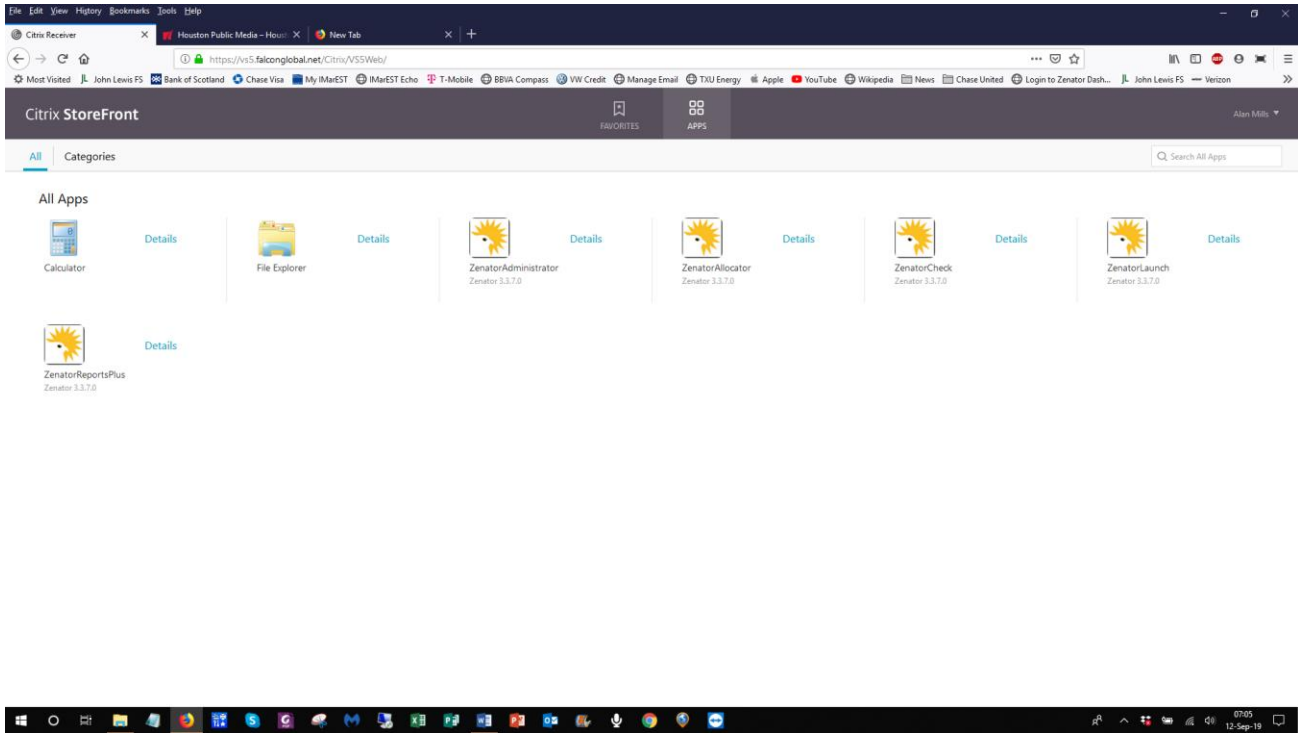 File Edit View History Bookmarks Tools Help
Citrix Receiver Houston Public Media – Hous New Tab
https://vs5.falconglobal.net/Citrix/VS5Web/
Most Visited John Lewis FS Bank of Scotland Chase Visa My IMarEST IMarEST Echo T-Mobile BBVA Compass VW Credit Manage Email TXU Energy Apple YouTube Wikipedia News Chase United Login to Zenator Dash... John Lewis FS Verizon
Citrix StoreFront FAVORITES APPS Alan Mills
All Categories Search All Apps
All Apps
Details Details Details Details Details Details
Calculator File Explorer ZenatorAdministrator ZenatorAllocator ZenatorCheck ZenatorLaunch
Zenator 3.3.7.0 Zenator 3.3.7.0 Zenator 3.3.7.0 Zenator 3.3.7.0
Details
ZenatorReportsPlus
Zenator 3.3.7.0
07:05
12-Sep-19